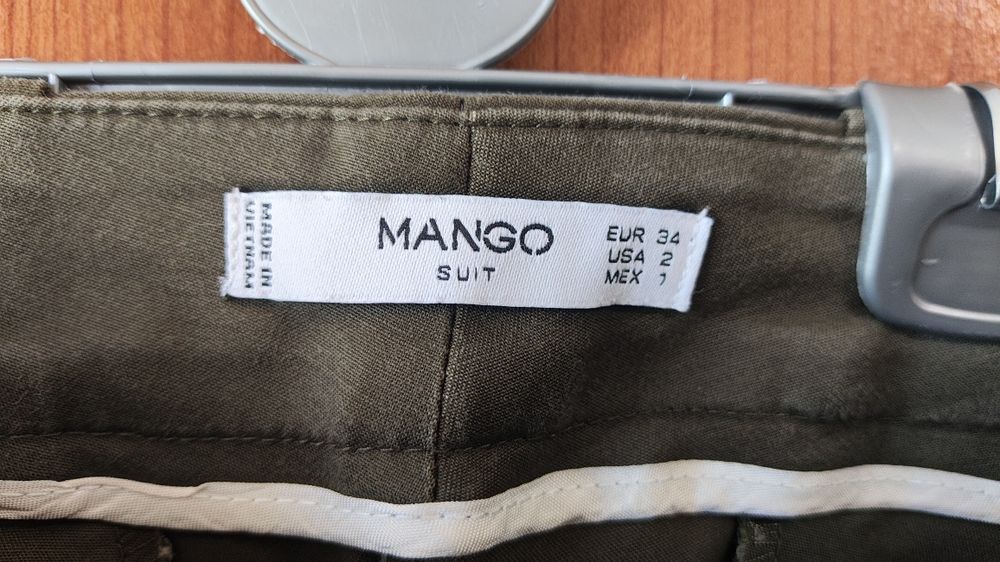 MADE IN
VIETNAM
MANGO
SUIT
EUR 34
USA 2
MEX 1